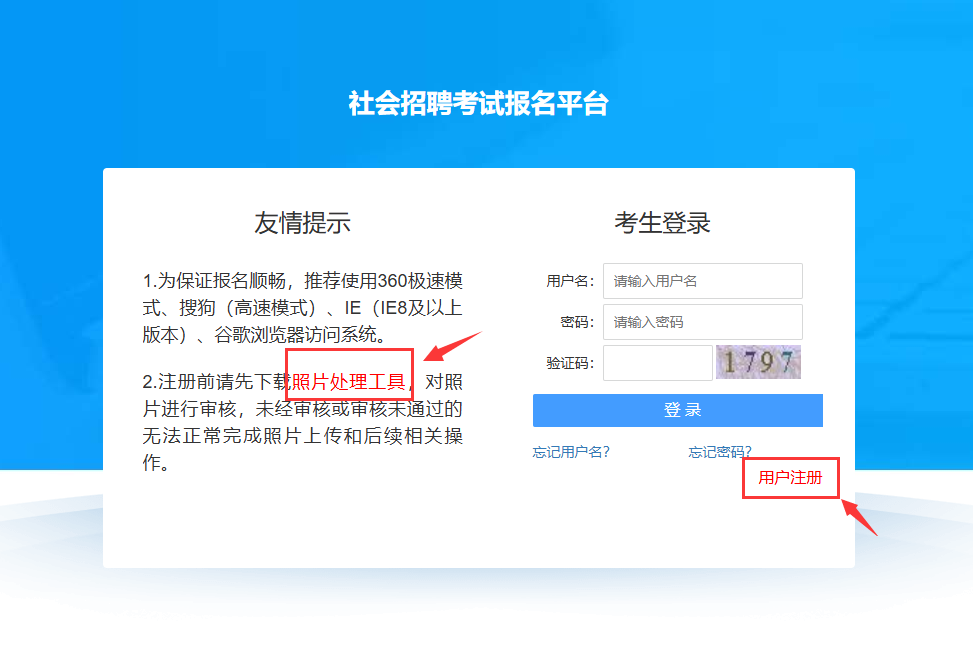 社会招聘考试报名平台
友情提示
1.为保证报名顺畅，推荐使用360极速模
式、搜狗（高速模式）、IE（IE8及以上
版本）、谷歌浏览器访问系统。
2.注册前请先下载照片处理工具，对照
片进行审核，未经审核或审核未通过的
无法正常完成照片上传和后续相关操
作。
考生登录
用户名： 请输入用户名
密码： 请输入密码
验证码： 1797
登 录
忘记用户名？ 忘记密码？
用户注册